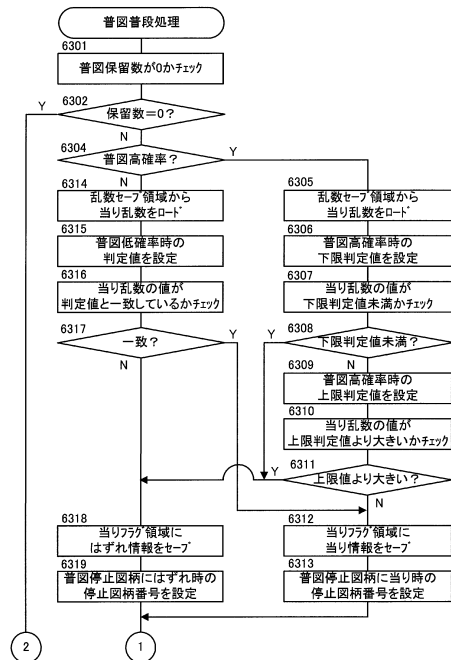 普図普段処理
6301
普図保留数が0かチェック
6302
Y
保留数=0?
N
6304
普図高確率?
Y
N
6314
乱数セーブ領域から
当り乱数をロード
6315
普図低確率時の
判定値を設定
6316
当り乱数の値が
判定値と一致しているかチェック
6317
一致?
Y
N
6305
乱数セーブ領域から
当り乱数をロード
6306
普図高確率時の
下限判定値を設定
6307
当り乱数の値が
下限判定値未満かチェック
6308
Y
下限判定値未満?
N
6309
普図高確率時の
上限判定値を設定
6310
当り乱数の値が
上限判定値より大きいかチェック
6311
Y
上限値より大きい?
N
6318
当りフラグ領域に
はずれ情報をセーブ
6319
普図停止図柄にはずれ時の
停止図柄番号を設定
6312
当りフラグ領域に
当り情報をセーブ
6313
普図停止図柄に当り時の
停止図柄番号を設定
2
1